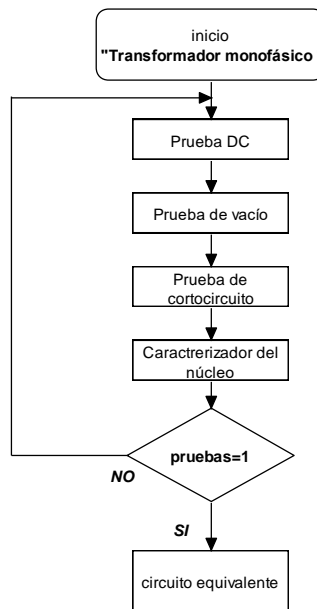 inicio
"Transformador monofásico
Prueba DC
Prueba de vacío
Prueba de
cortocircuito
Caractrerizador del
núcleo
pruebas=1
NO
SI
circuito equivalente